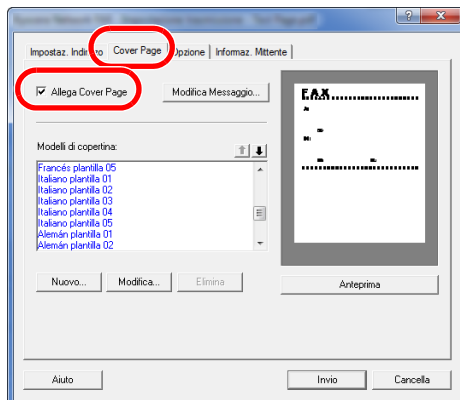 Impostaz. Indirizzo
Cover Page
Opzione
Informaz. Mittente
Allega Cover Page
Modifica Messaggio...
FAX
Modelli di copertina:
Francés plantilla 05
Italiano plantilla 01
Italiano plantilla 02
Italiano plantilla 03
Italiano plantilla 04
Italiano plantilla 05
Alemán plantilla 01
Alemán plantilla 02
Nuovo...
Modifica...
Elimina
Anteprima
Aiuto
Invio
Cancella